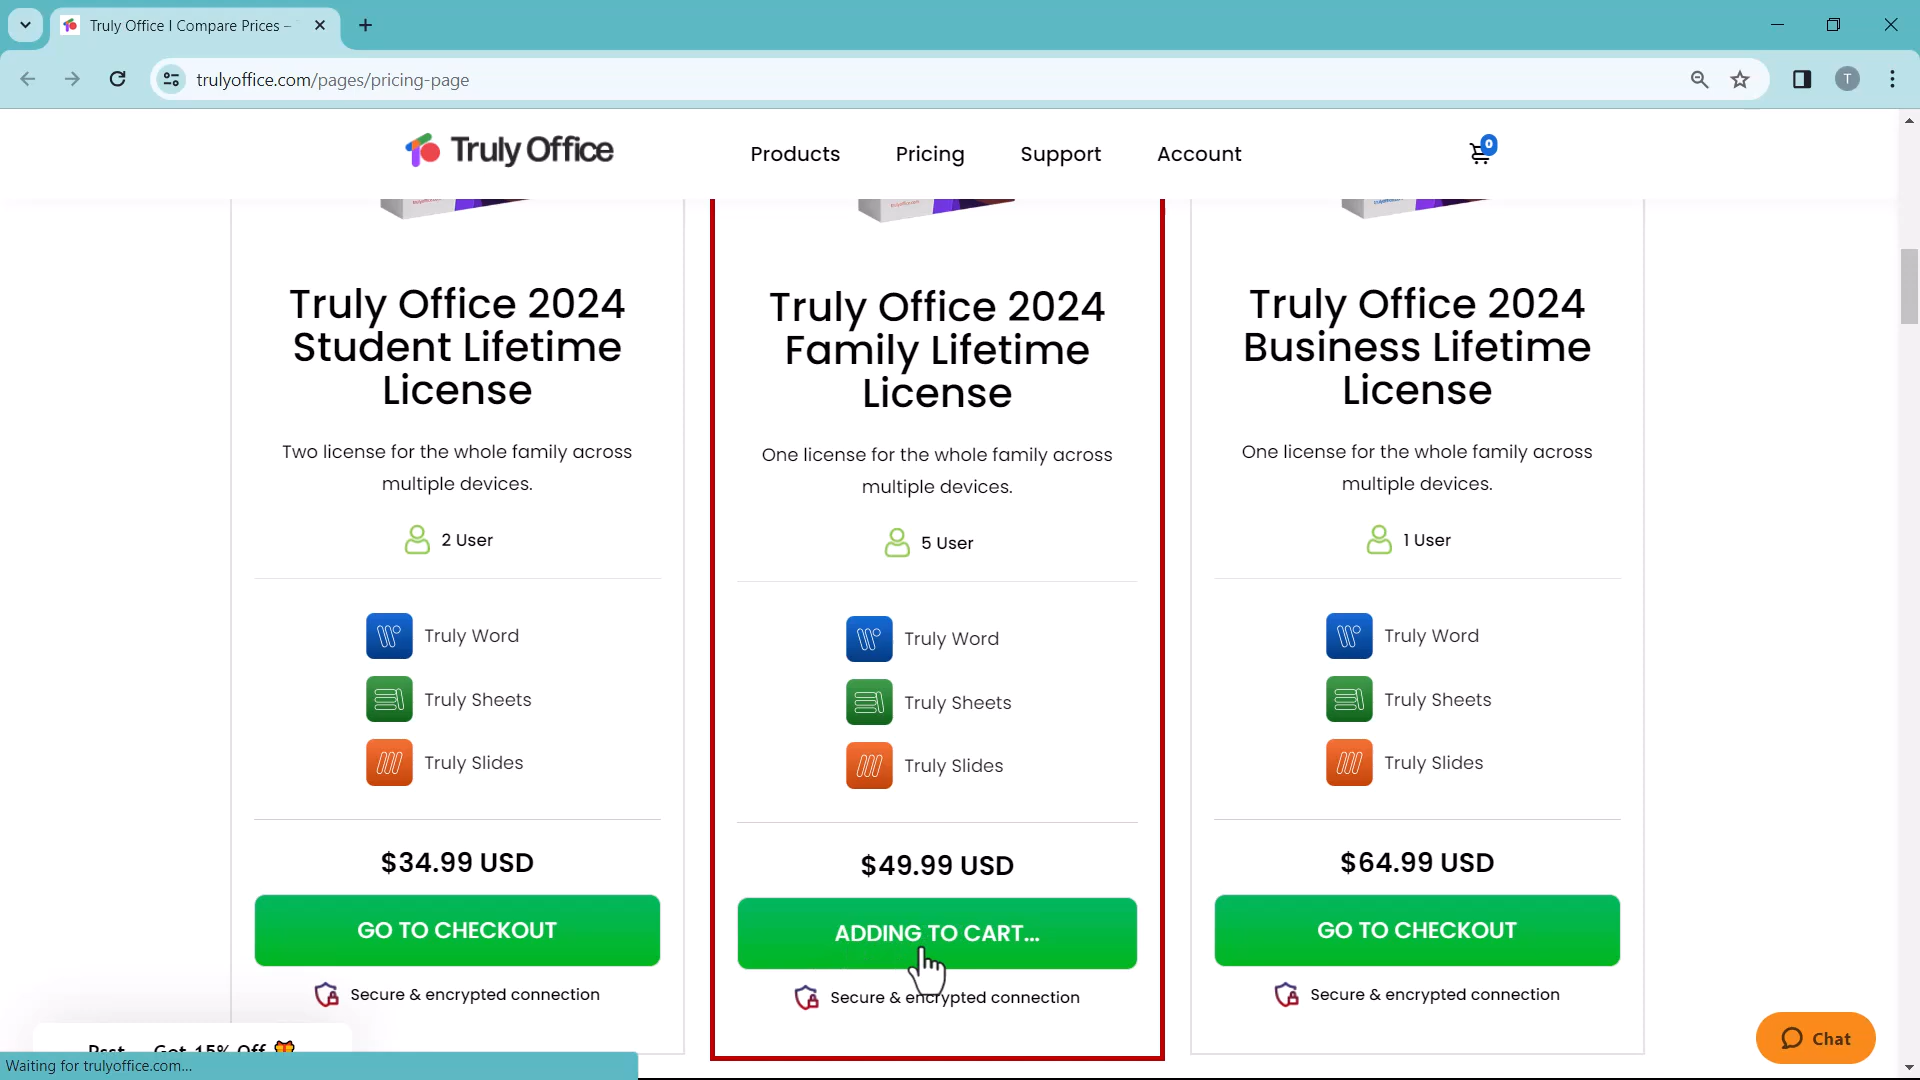 Truly Office I Compare Prices –
trulyoffice.com/pages/pricing-page
T
Truly Office
Products
Pricing
Support
Account
0
Truly Office 2024
Student Lifetime
License
Two license for the whole family across
multiple devices.
2 User
Truly Word
Truly Sheets
Truly Slides
$34.99 USD
GO TO CHECKOUT
Secure & encrypted connection
Truly Office 2024
Family Lifetime
License
One license for the whole family across
multiple devices.
5 User
Truly Word
Truly Sheets
Truly Slides
$49.99 USD
ADDING TO CART...
Secure & encrypted connection
Truly Office 2024
Business Lifetime
License
One license for the whole family across
multiple devices.
1 User
Truly Word
Truly Sheets
Truly Slides
$64.99 USD
GO TO CHECKOUT
Secure & encrypted connection
Psst... Get 15% Off
Chat
Waiting for trulyoffice.com...